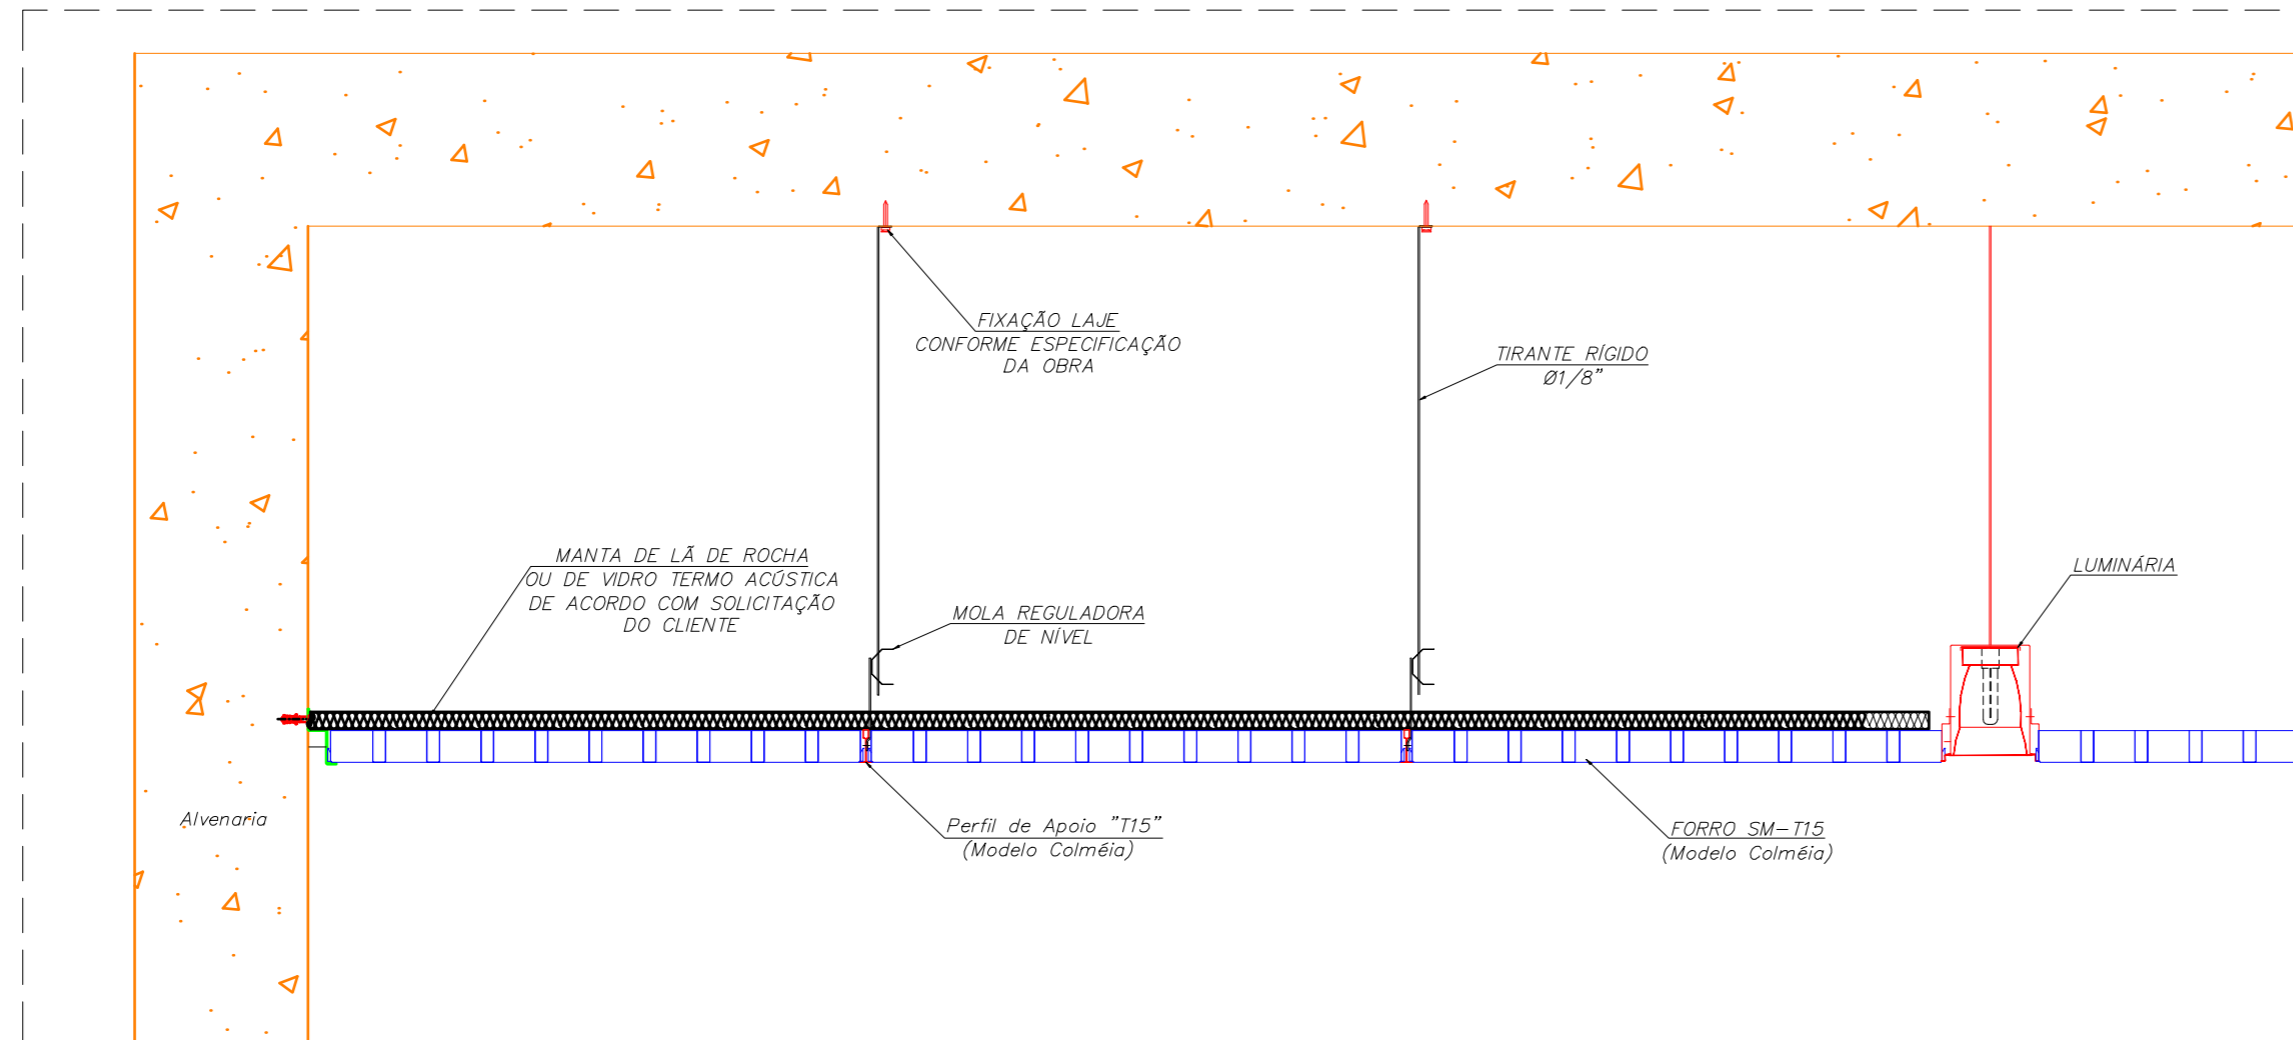 FIXAÇÃO LAJE
CONFORME ESPECIFICAÇÃO
DA OBRA
TIRANTE RÍGIDO
Ø1/8”
MANTA DE LÃ DE ROCHA
OU DE VIDRO TERMO ACÚSTICA
DE ACORDO COM SOLICITAÇÃO
DO CLIENTE
MOLA REGULADORA
DE NÍVEL
LUMINÁRIA
Alvenaria
Perfil de Apoio ”T15”
(Modelo Colméia)
FORRO SM-T15
(Modelo Colméia)